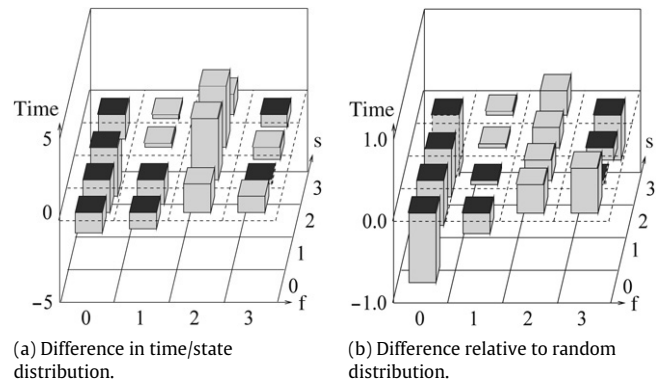 Time
5
0
−5
0
1
2
3
f
0
1
2
3
s
Time
1.0
0.0
−1.0
0
1
2
3
f
0
1
2
3
s
(a) Difference in time/state
distribution.
(b) Difference relative to random
distribution.